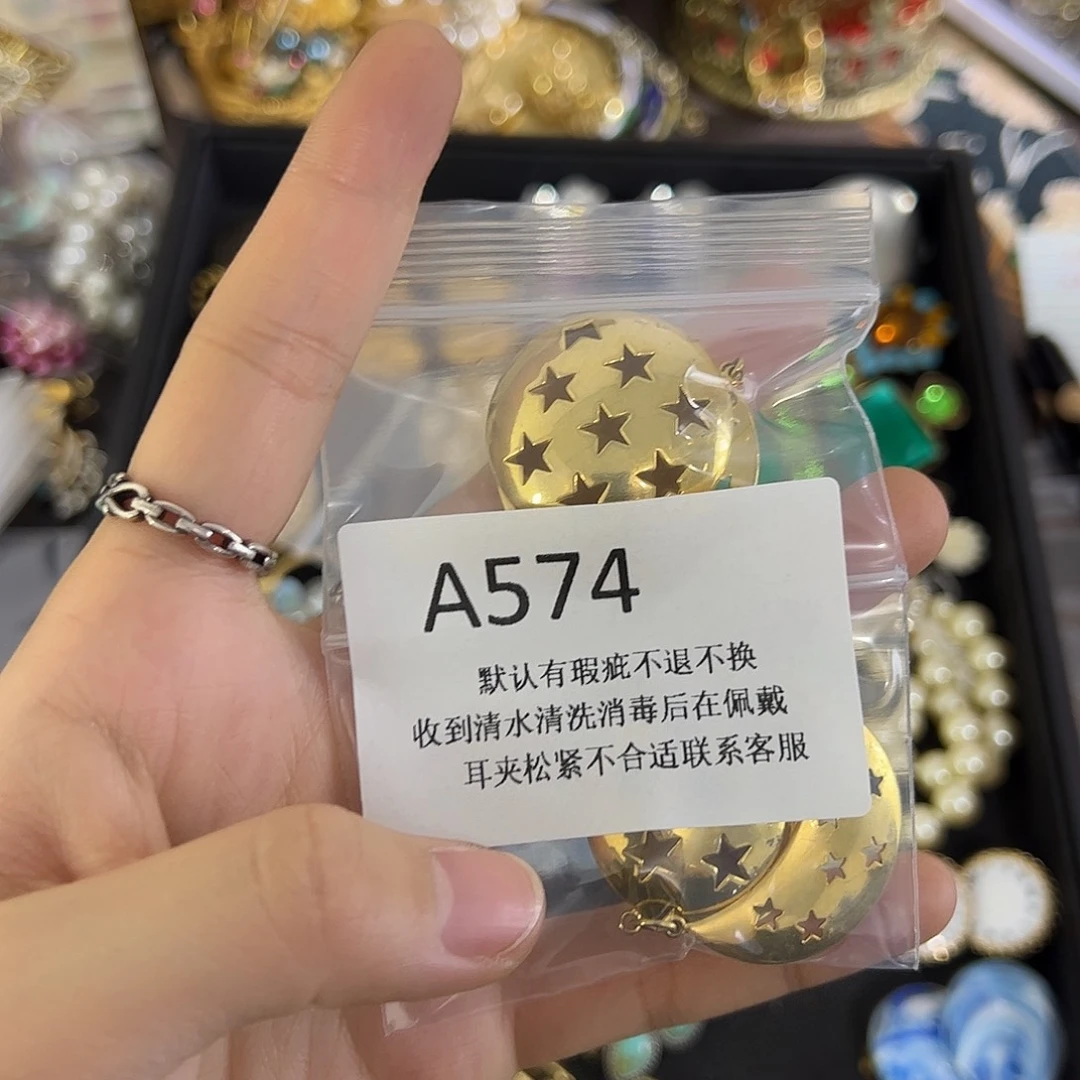 A574
默认有瑕疵不退不换
收到清水清洗消毒后在佩戴
耳夹松紧不合适联系客服